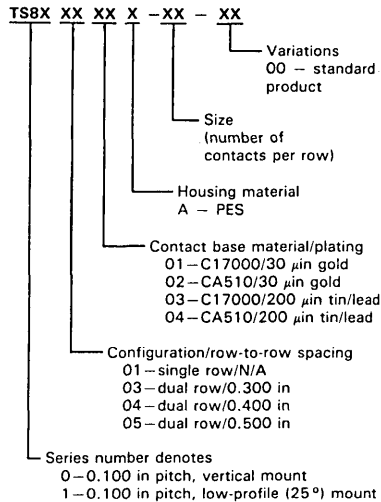 TS8X XX XX X -XX - XX
Variations
00 - standard
product
Size
(number of
contacts per row)
Housing material
A - PES
Contact base material/plating
01-C17000/30 μin gold
02-CA510/30 μin gold
03-C17000/200 μin tin/lead
04-CA510/200 μin tin/lead
Configuration/row-to-row spacing
01-single row/N/A
03-dual row/0.300 in
04-dual row/0.400 in
05-dual row/0.500 in
Series number denotes
0-0.100 in pitch, vertical mount
1-0.100 in pitch, low-profile (25°) mount